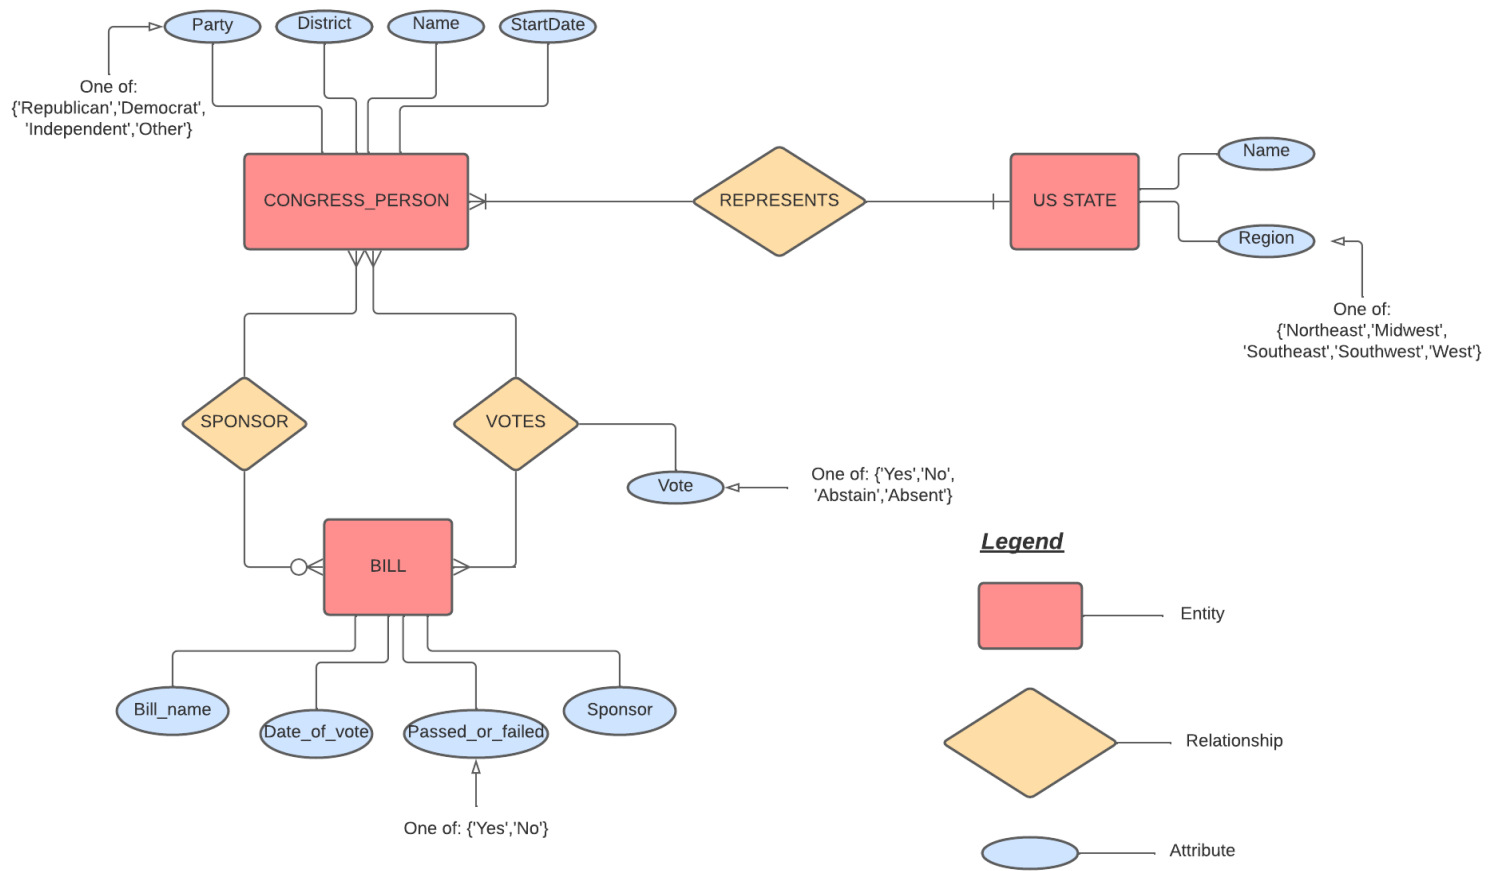 Party
District
Name
StartDate
One of:
{'Republican','Democrat',
'Independent','Other'}
CONGRESS_PERSON
REPRESENTS
US STATE
Name
Region
One of:
{'Northeast','Midwest',
'Southeast','Southwest','West'}
SPONSOR
VOTES
Vote
One of: {'Yes','No',
'Abstain','Absent'}
BILL
Bill_name
Date_of_vote
Passed_or_failed
Sponsor
One of: {'Yes','No'}
Legend
Entity
Relationship
Attribute